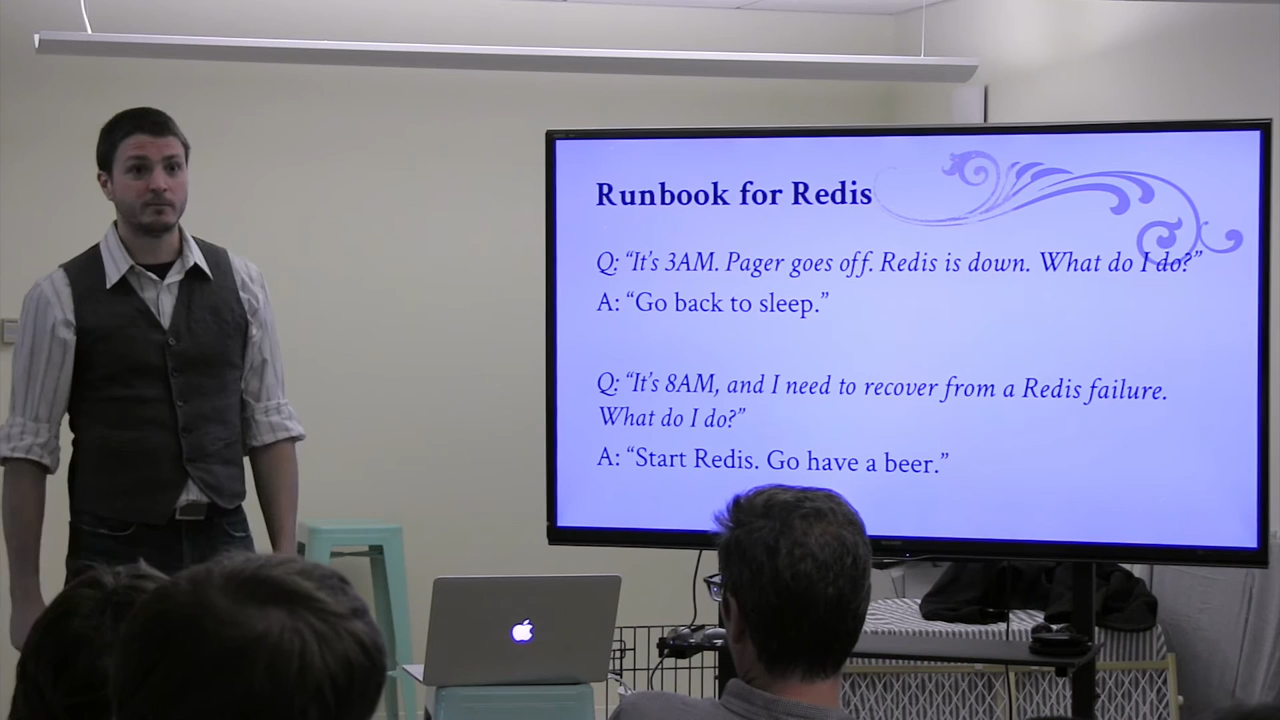 Runbook for Redis
Q: “It’s 3AM. Pager goes off. Redis is down. What do I do?”
A: “Go back to sleep.”
Q: “It’s 8AM, and I need to recover from a Redis failure.
What do I do?”
A: “Start Redis. Go have a beer.”